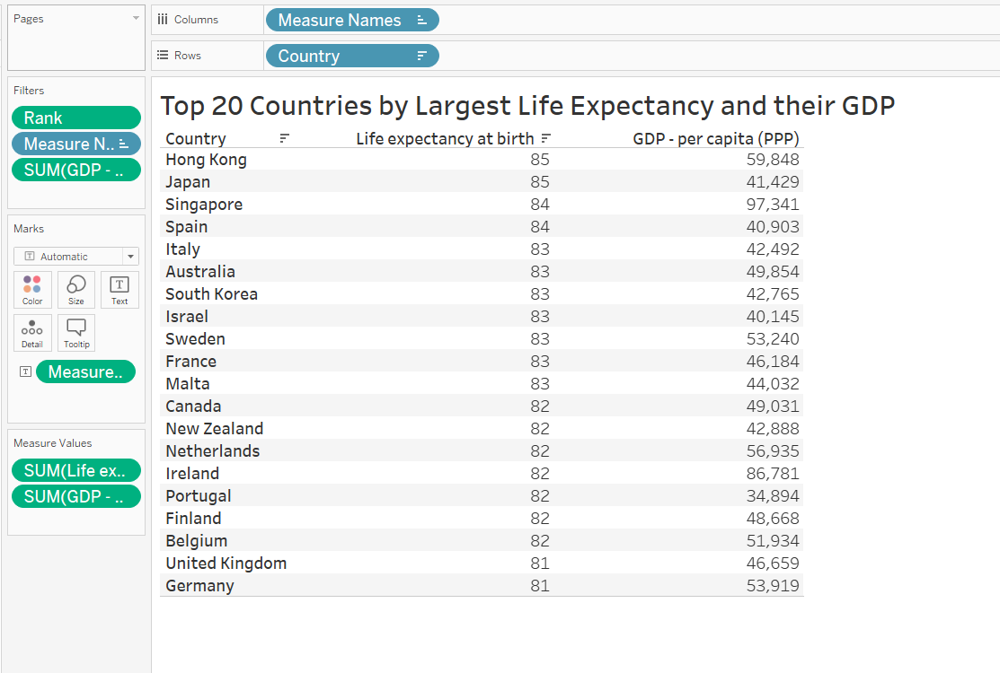 Pages
Columns
Measure Names
Rows
Country
Filters
Rank
Measure N..
SUM(GDP - ..
Marks
T Automatic
Color
Size
T
Text
Detail
Tooltip
T Measure..
Measure Values
SUM(Life ex..
SUM(GDP - ..
Top 20 Countries by Largest Life Expectancy and their GDP
Country Life expectancy at birth GDP - per capita (PPP)
Hong Kong 85 59,848
Japan 85 41,429
Singapore 84 97,341
Spain 84 40,903
Italy 83 42,492
Australia 83 49,854
South Korea 83 42,765
Israel 83 40,145
Sweden 83 53,240
France 83 46,184
Malta 83 44,032
Canada 82 49,031
New Zealand 82 42,888
Netherlands 82 56,935
Ireland 82 86,781
Portugal 82 34,894
Finland 82 48,668
Belgium 82 51,934
United Kingdom 81 46,659
Germany 81 53,919